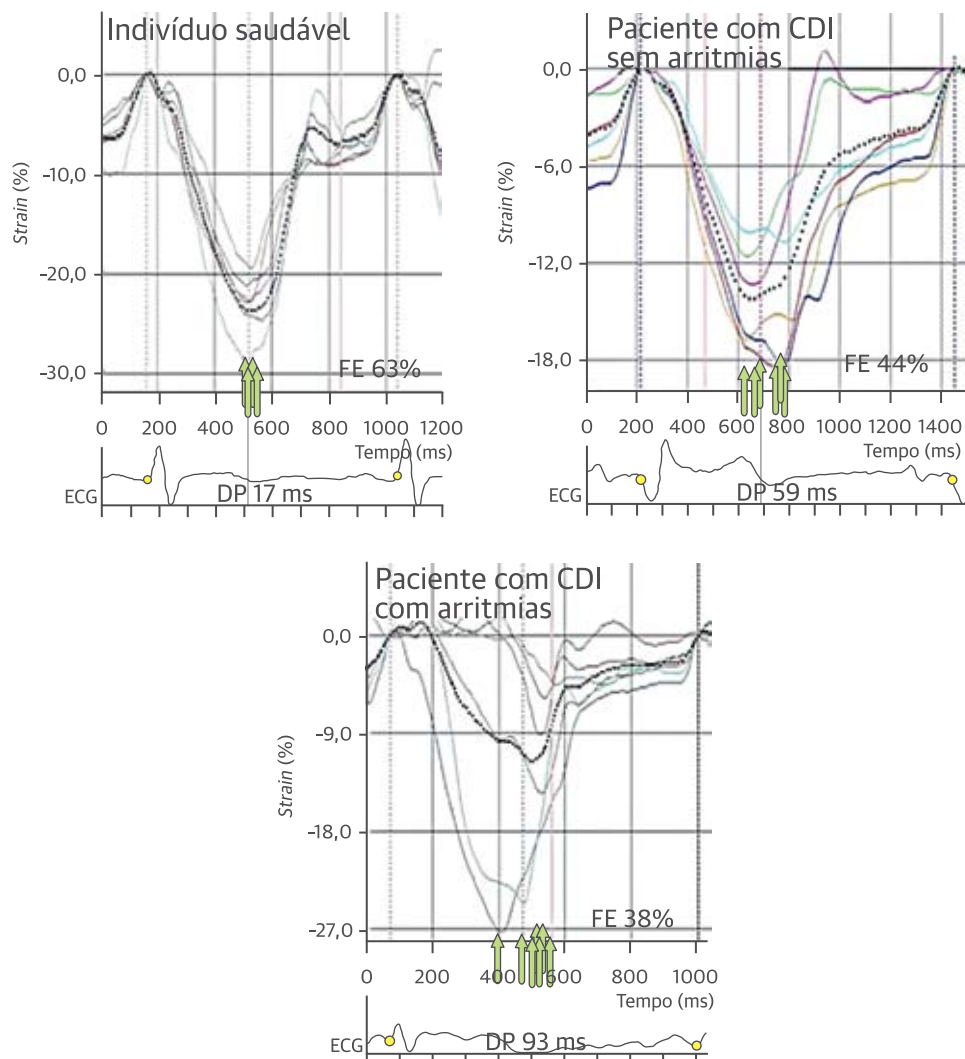 Indivíduo saudável
0,0
-10,0
-20,0
-30,0
Strain (%)
FE 63%
0 200 400 600 800 1000 1200
Tempo (ms)
ECG
DP 17 ms
Paciente com CDI
sem arritmias
0,0
-6,0
-12,0
-18,0
Strain (%)
FE 44%
0 200 400 600 800 1000 1200 1400
Tempo (ms)
ECG
DP 59 ms
Paciente com CDI
com arritmias
0,0
-9,0
-18,0
-27,0
Strain (%)
FE 38%
0 200 400 600 800 1000
Tempo (ms)
ECG
DP 93 ms